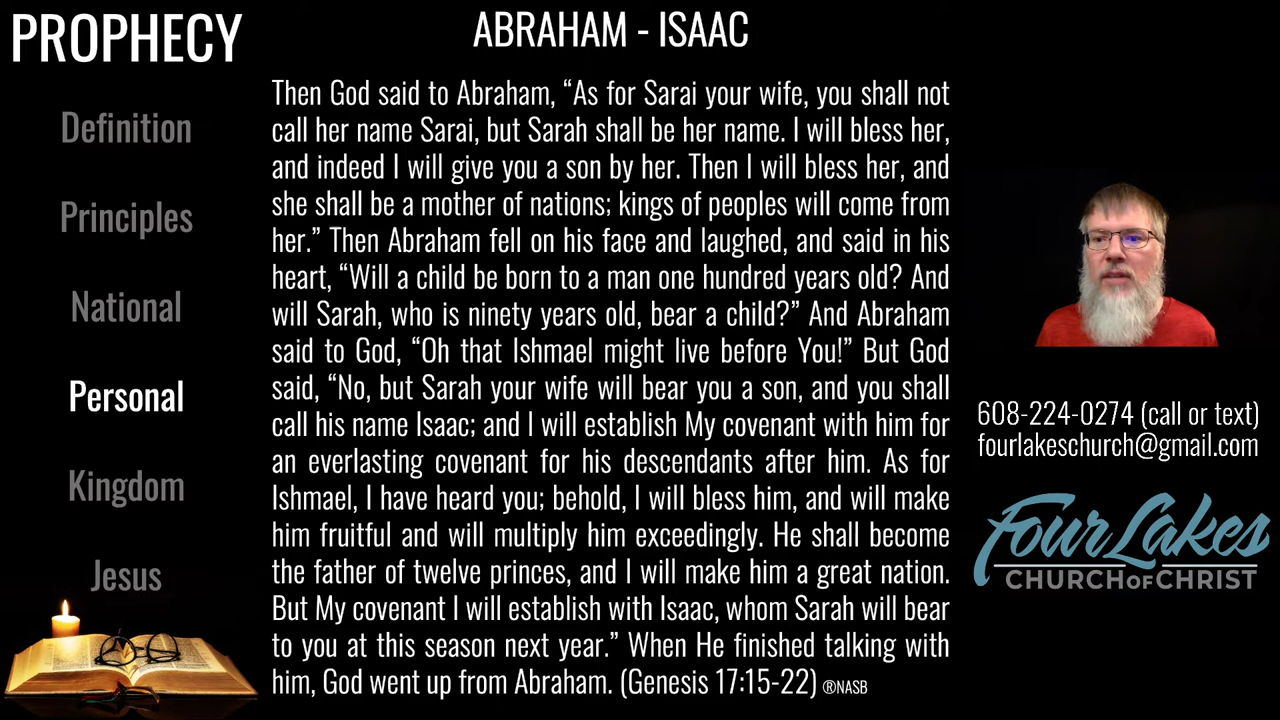 PROPHECY
Definition
Principles
National
Personal
Kingdom
Jesus
ABRAHAM - ISAAC
Then God said to Abraham, “As for Sarai your wife, you shall not
call her name Sarai, but Sarah shall be her name. I will bless her,
and indeed I will give you a son by her. Then I will bless her, and
she shall be a mother of nations; kings of peoples will come from
her.” Then Abraham fell on his face and laughed, and said in his
heart, “Will a child be born to a man one hundred years old? And
will Sarah, who is ninety years old, bear a child?” And Abraham
said to God, “Oh that Ishmael might live before You!” But God
said, “No, but Sarah your wife will bear you a son, and you shall
call his name Isaac; and I will establish My covenant with him for
an everlasting covenant for his descendants after him. As for
Ishmael, I have heard you; behold, I will bless him, and will make
him fruitful and will multiply him exceedingly. He shall become
the father of twelve princes, and I will make him a great nation.
But My covenant I will establish with Isaac, whom Sarah will bear
to you at this season next year.” When He finished talking with
him, God went up from Abraham. (Genesis 17:15-22) ®NASB
608-224-0274 (call or text)
fourlakeschurch@gmail.com
Four Lakes
CHURCH OF CHRIST